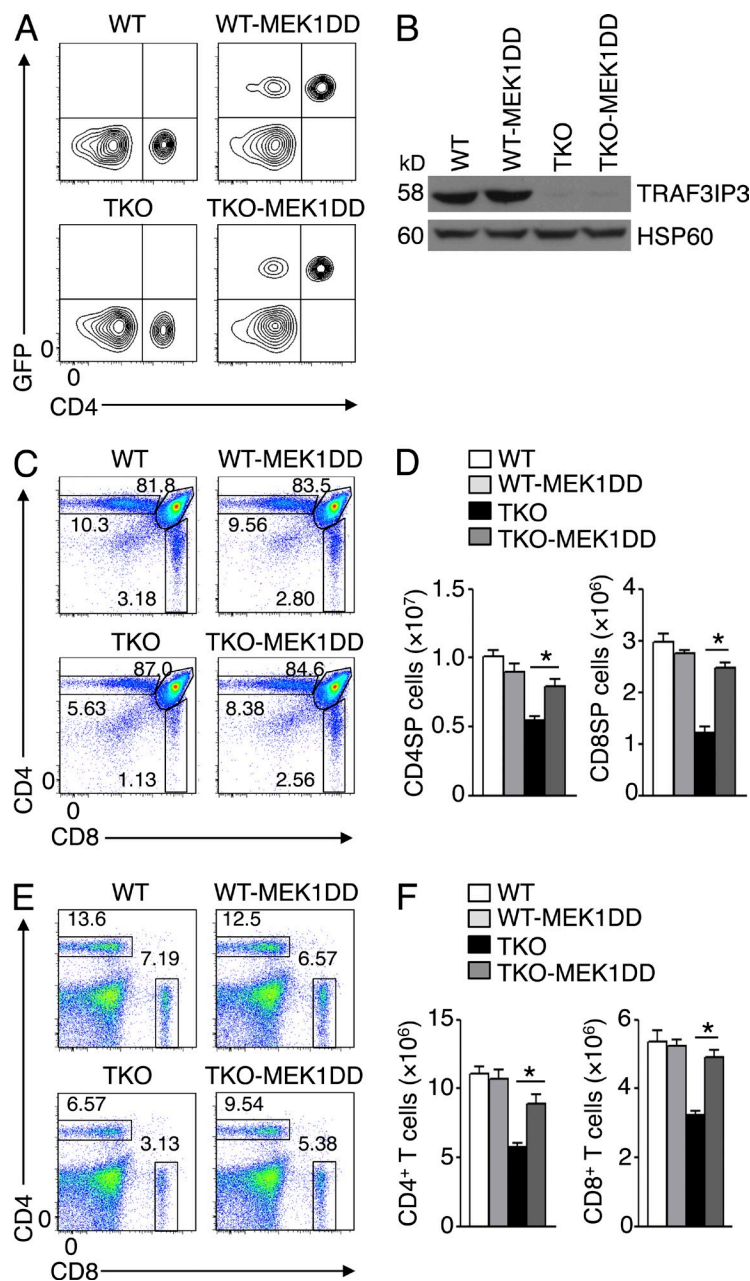 A
WT
WT-MEK1DD
TKO
TKO-MEK1DD
GFP
0
0
CD4
B
WT
WT-MEK1DD
TKO
TKO-MEK1DD
kD
58
TRAF3IP3
60
HSP60
C
WT
WT-MEK1DD
81.8
83.5
10.3
9.56
3.18
2.80
TKO
TKO-MEK1DD
87.0
84.6
5.63
8.38
1.13
2.56
CD4
0
0
CD8
D
WT
WT-MEK1DD
TKO
TKO-MEK1DD
CD4SP cells (×10⁷)
1.5
1.0
0.5
0
*
CD8SP cells (×10⁶)
4
3
2
1
0
*
E
WT
WT-MEK1DD
13.6
12.5
7.19
6.57
TKO
TKO-MEK1DD
6.57
9.54
3.13
5.38
CD4
0
0
CD8
F
WT
WT-MEK1DD
TKO
TKO-MEK1DD
CD4⁺ T cells (×10⁶)
15
10
5
0
*
CD8⁺ T cells (×10⁶)
6
4
2
0
*